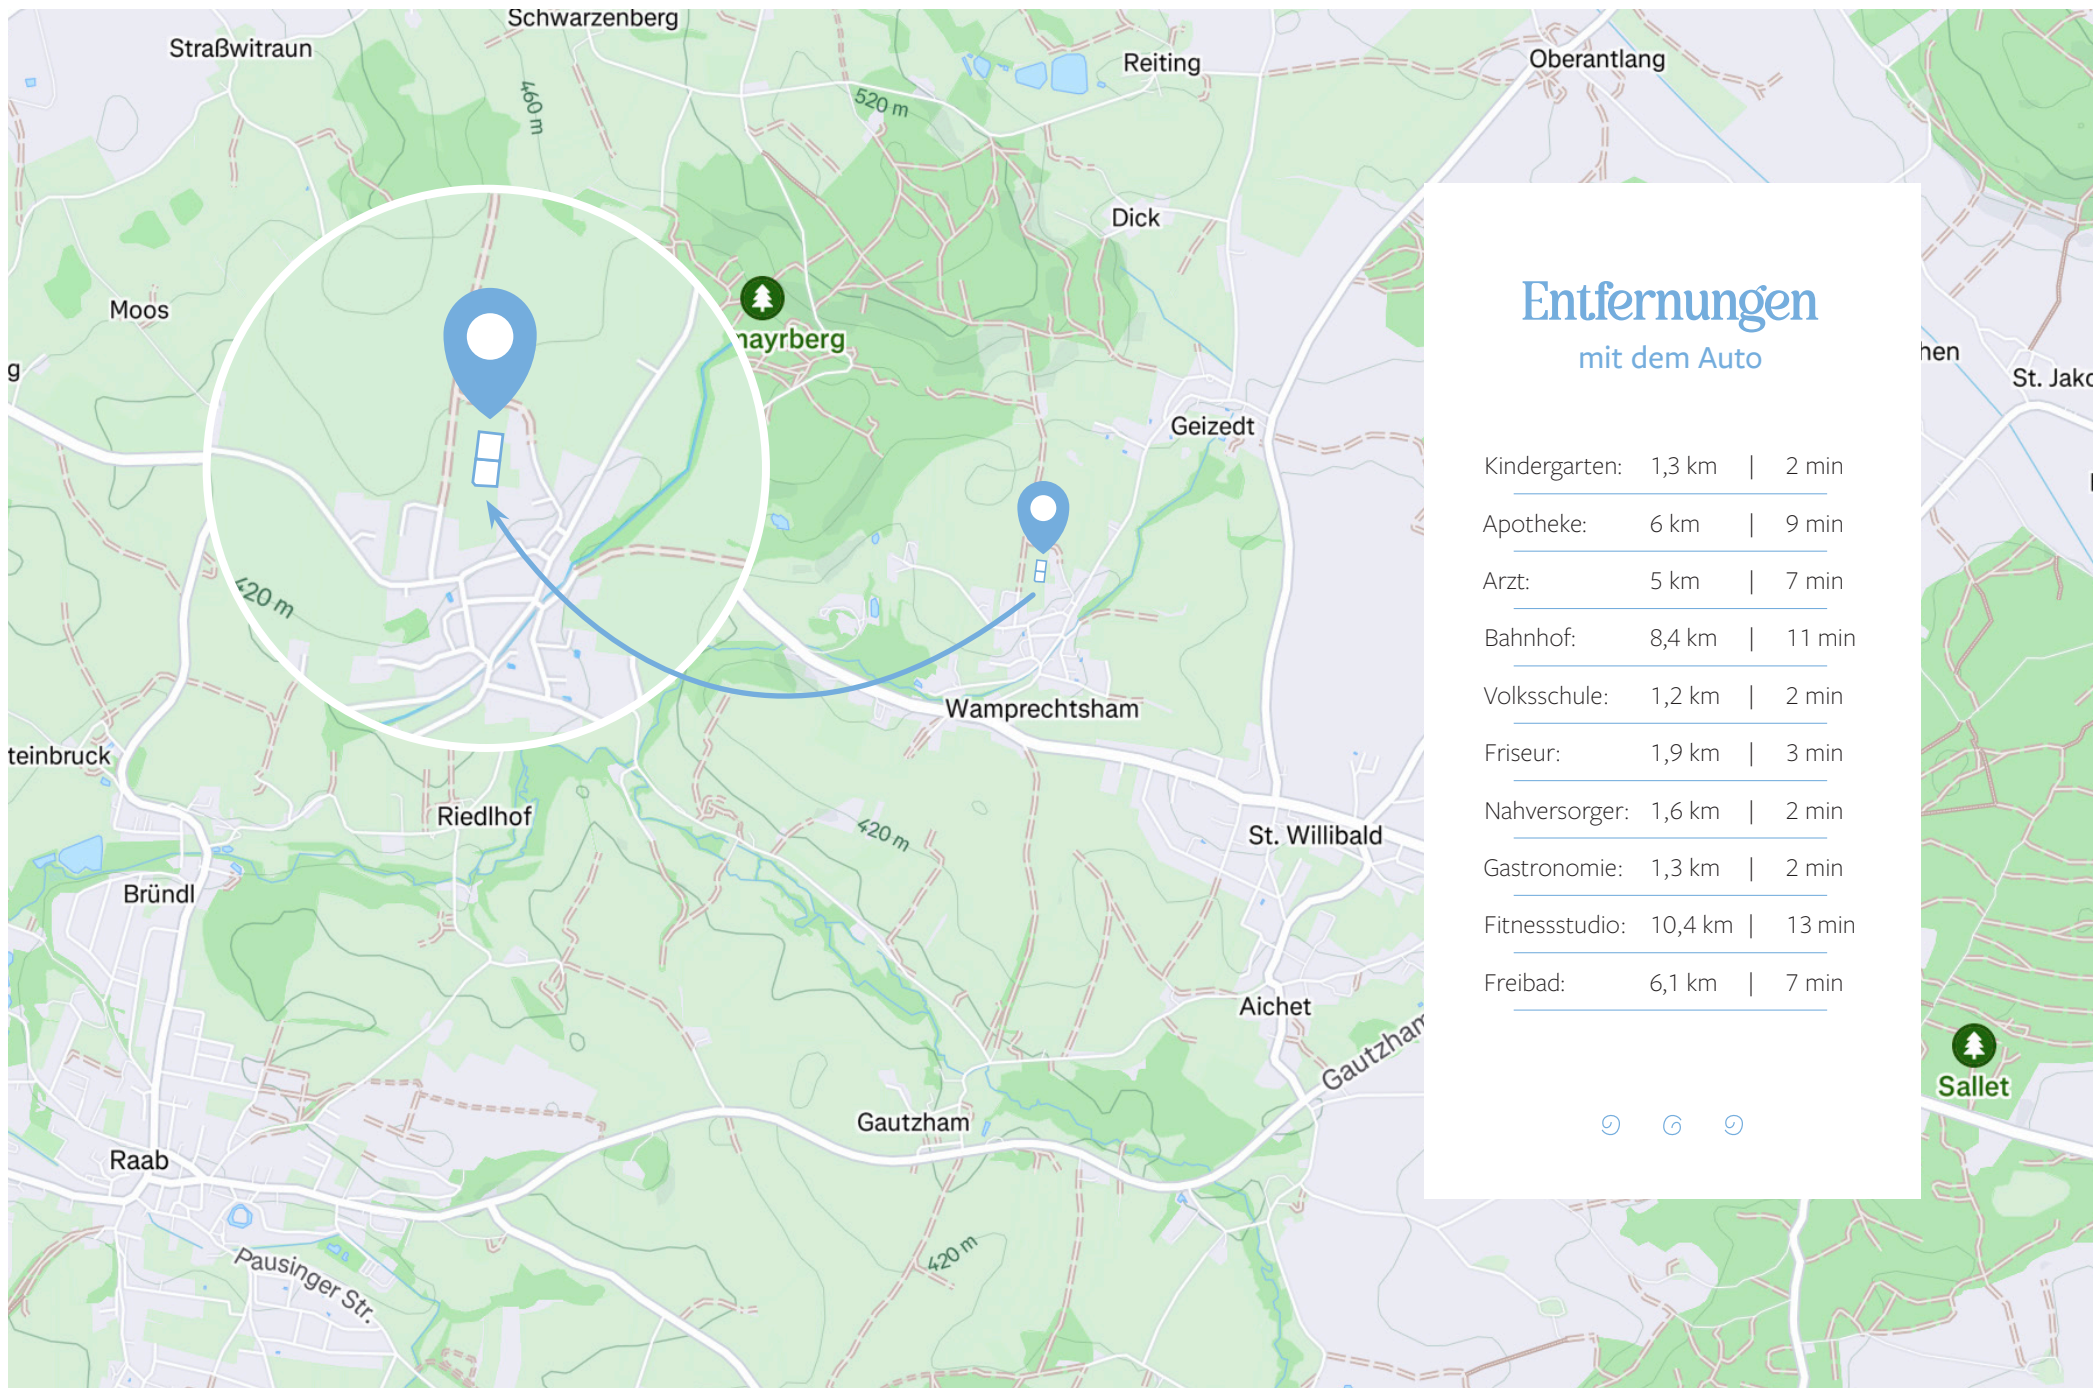 Schwarzenberg
Straßwitraun
Reiting
Oberantlang
460 m
520 m
Dick
Moos
mayrberg
g
hen
St. Jako
Geizedt
420 m
Wamprechtsham
teinbruck
Riedlhof
420 m
St. Willibald
Bründl
Aichet
Gautzham
Gautzham
Sallet
Raab
Pausinger Str.
420 m
Entfernungen
mit dem Auto
Kindergarten: 1,3 km | 2 min
Apotheke: 6 km | 9 min
Arzt: 5 km | 7 min
Bahnhof: 8,4 km | 11 min
Volksschule: 1,2 km | 2 min
Friseur: 1,9 km | 3 min
Nahversorger: 1,6 km | 2 min
Gastronomie: 1,3 km | 2 min
Fitnessstudio: 10,4 km | 13 min
Freibad: 6,1 km | 7 min